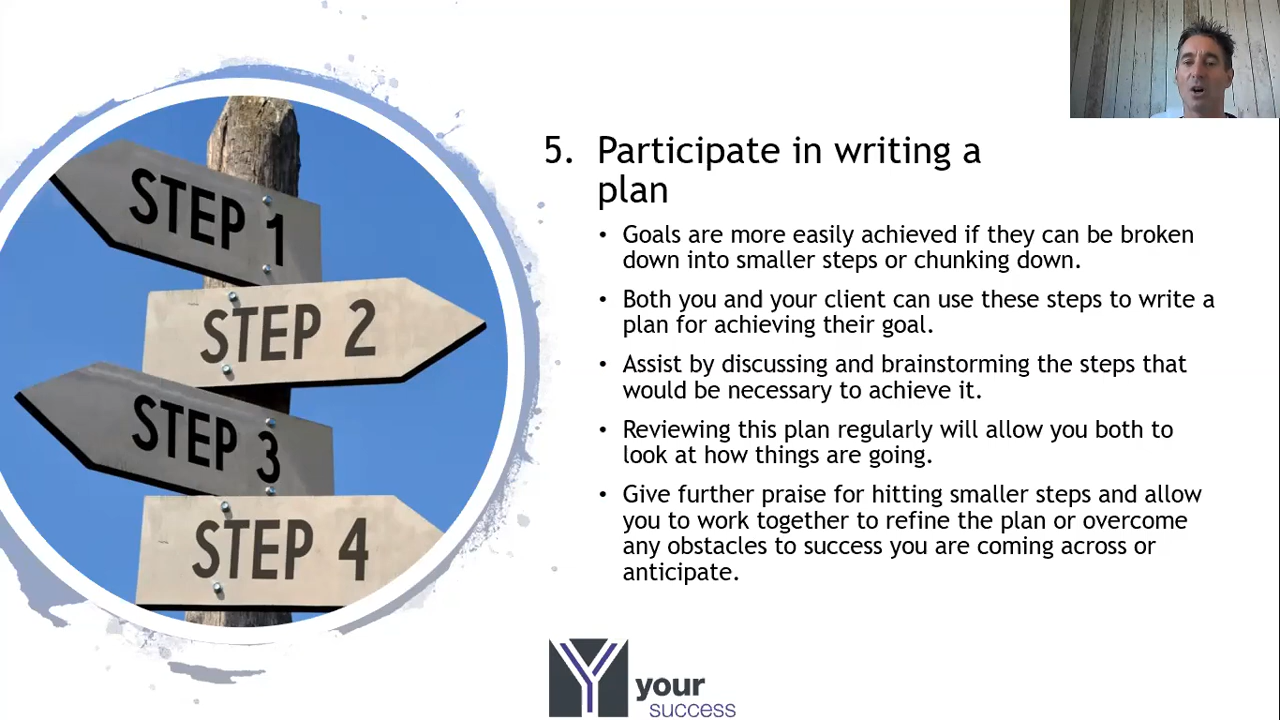 STEP 1
STEP 2
STEP 3
STEP 4
5. Participate in writing a
plan
• Goals are more easily achieved if they can be broken
down into smaller steps or chunking down.
• Both you and your client can use these steps to write a
plan for achieving their goal.
• Assist by discussing and brainstorming the steps that
would be necessary to achieve it.
• Reviewing this plan regularly will allow you both to
look at how things are going.
• Give further praise for hitting smaller steps and allow
you to work together to refine the plan or overcome
any obstacles to success you are coming across or
anticipate.
Y your
success